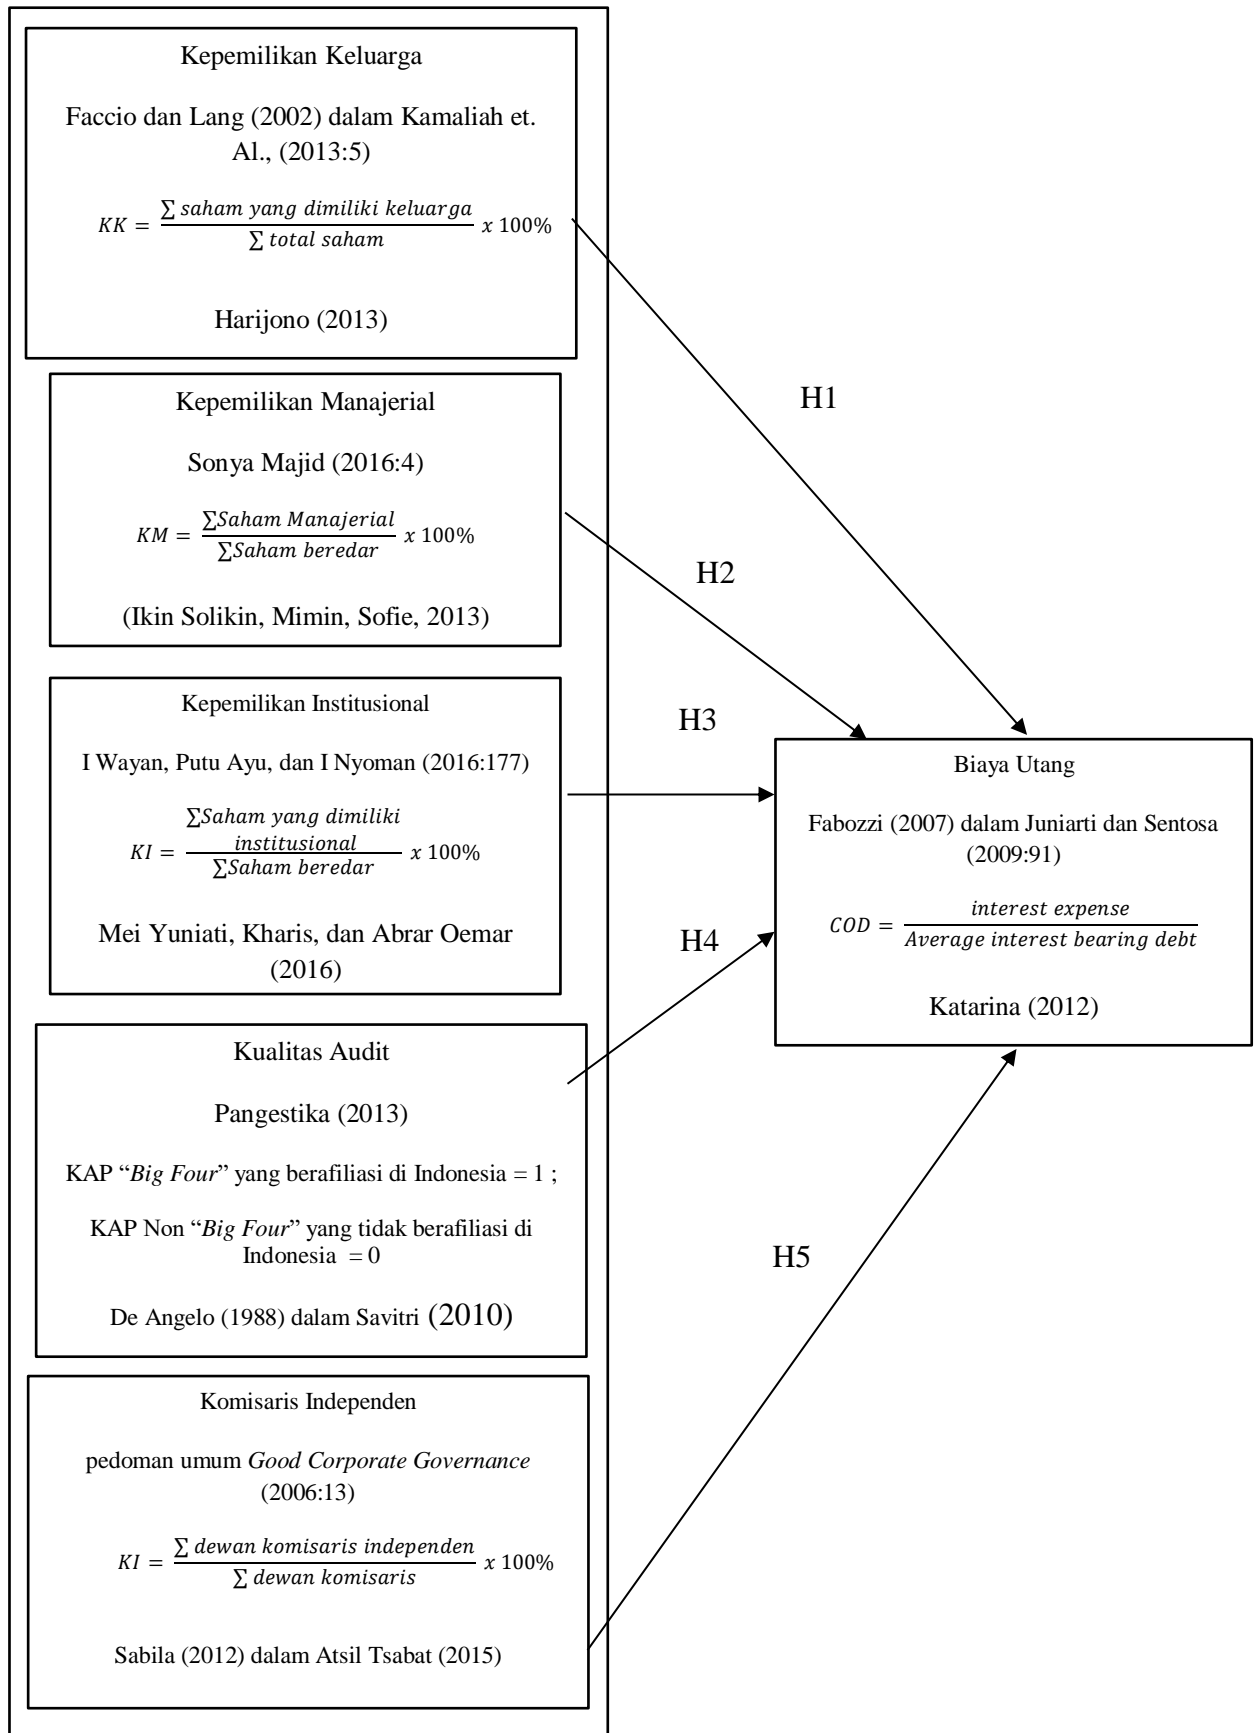 Kepemilikan Keluarga
Faccio dan Lang (2002) dalam Kamaliah et.
Al., (2013:5)
KK = ∑ saham yang dimiliki keluarga / ∑ total saham x 100%
Harijono (2013)
H1
Kepemilikan Manajerial
Sonya Majid (2016:4)
KM = ∑Saham Manajerial / ∑Saham beredar x 100%
(Ikin Solikin, Mimin, Sofie, 2013)
H2
Kepemilikan Institusional
I Wayan, Putu Ayu, dan I Nyoman (2016:177)
∑Saham yang dimiliki
KI = institusional / ∑Saham beredar x 100%
Mei Yuniati, Kharis, dan Abrar Oemar
(2016)
H3
Kualitas Audit
Pangestika (2013)
KAP “Big Four” yang berafiliasi di Indonesia = 1 ;
KAP Non “Big Four” yang tidak berafiliasi di
Indonesia = 0
De Angelo (1988) dalam Savitri (2010)
H4
Komisaris Independen
pedoman umum Good Corporate Governance
(2006:13)
KI = ∑ dewan komisaris independen / ∑ dewan komisaris x 100%
Sabila (2012) dalam Atsil Tsabat (2015)
H5
Biaya Utang
Fabozzi (2007) dalam Juniarti dan Sentosa
(2009:91)
COD = interest expense / Average interest bearing debt
Katarina (2012)